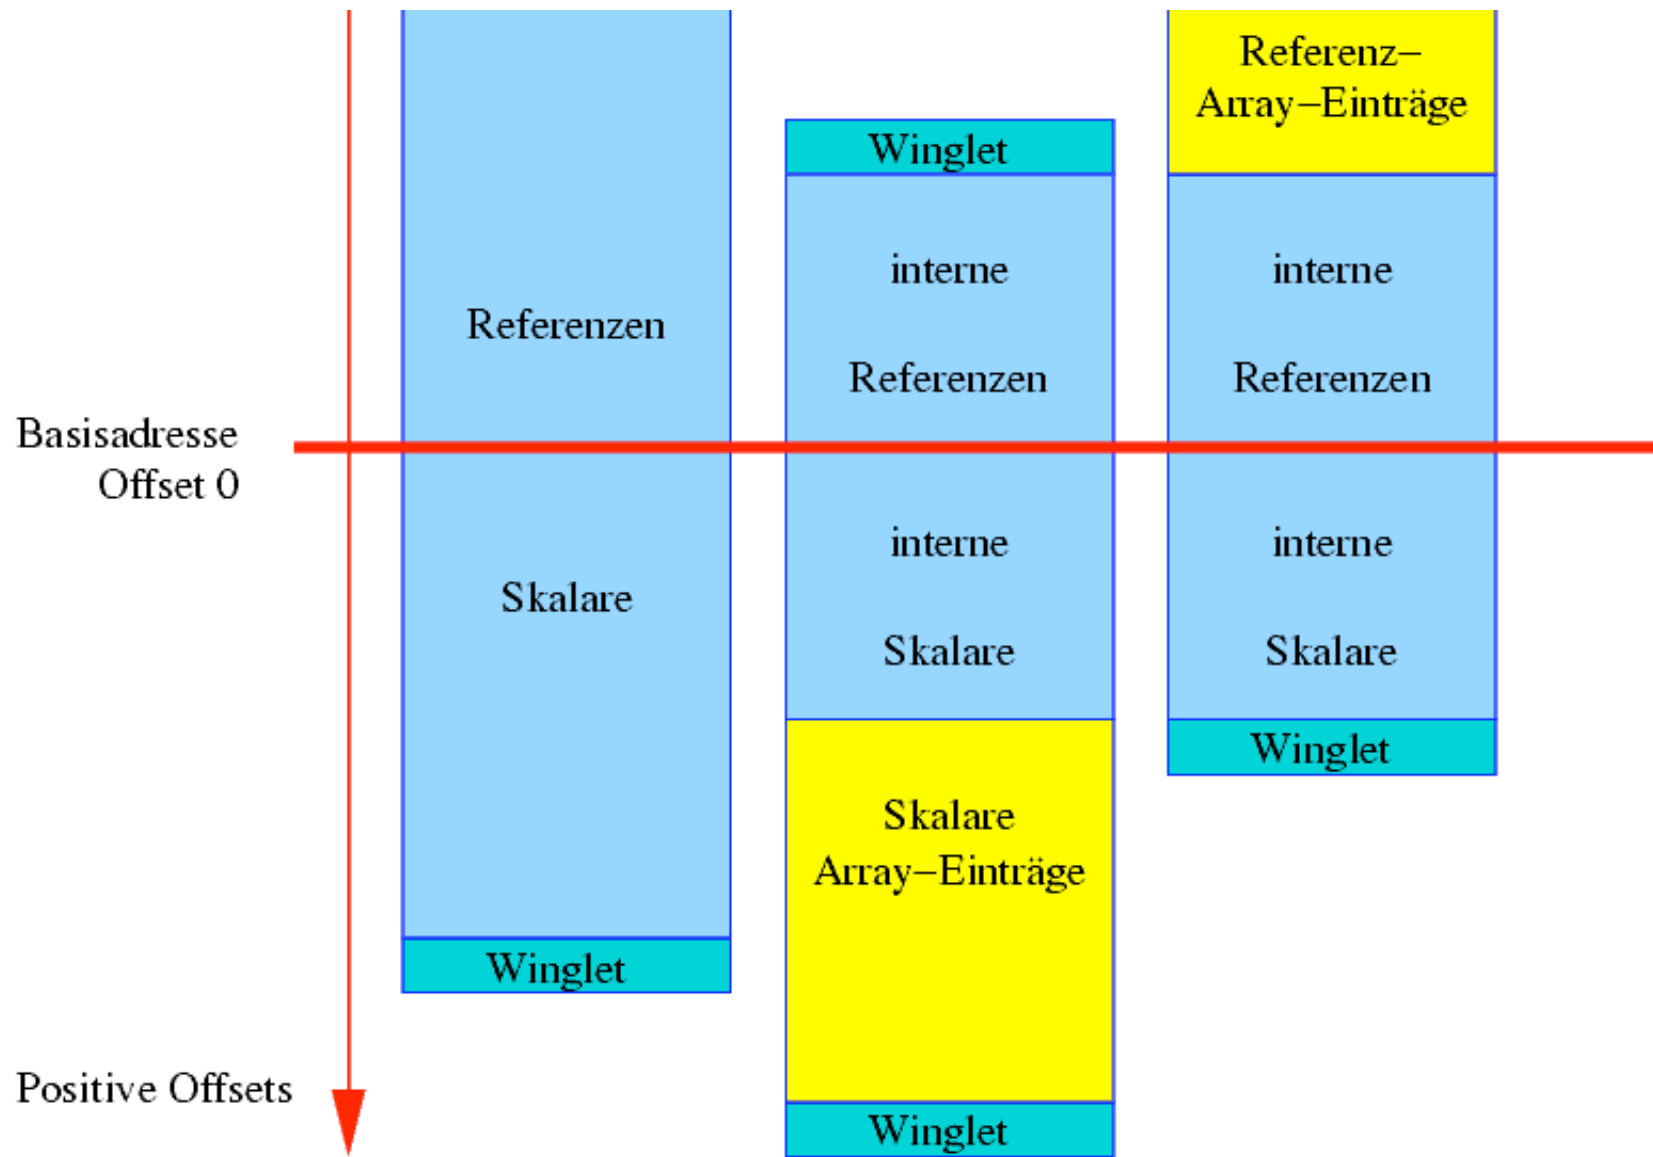 Referenz–
Array–Einträge
Winglet
interne
interne
Referenzen
Referenzen
Referenzen
Basisadresse
Offset 0
interne
interne
Skalare
Skalare
Skalare
Winglet
Skalare
Array–Einträge
Winglet
Positive Offsets
Winglet